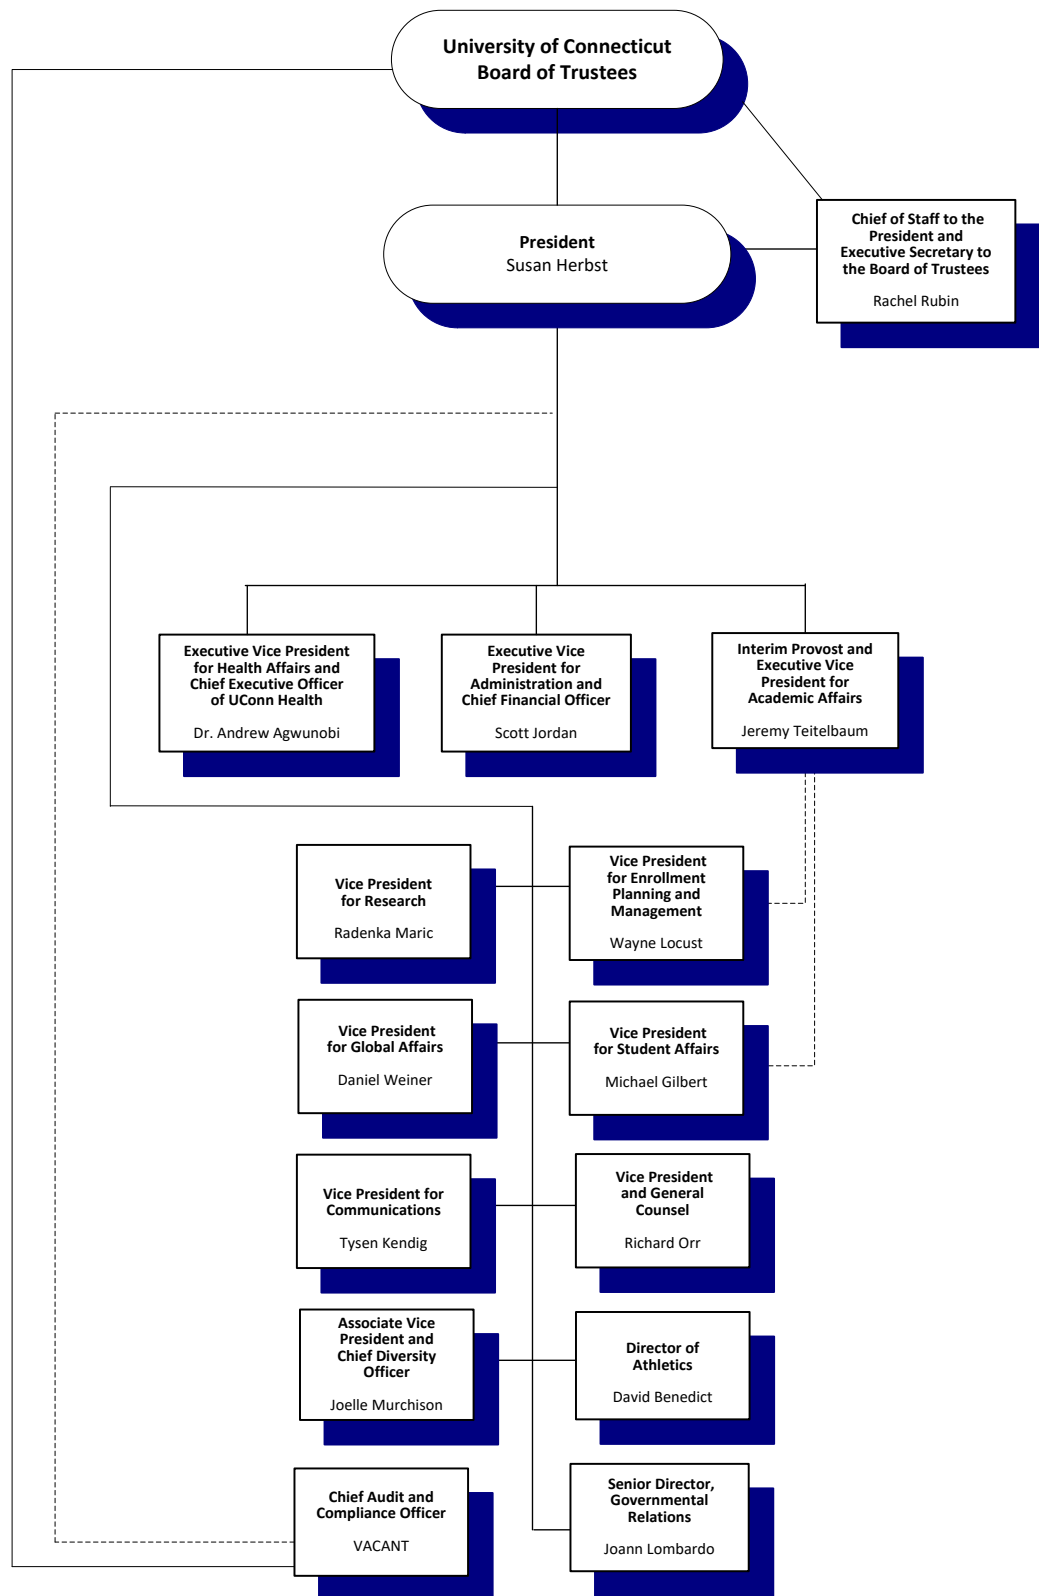 University of Connecticut
Board of Trustees
Chief of Staff to the
President and
Executive Secretary to
the Board of Trustees
Rachel Rubin
President
Susan Herbst
Executive Vice President
for Health Affairs and
Chief Executive Officer
of UConn Health
Dr. Andrew Agwunobi
Executive Vice
President for
Administration and
Chief Financial Officer
Scott Jordan
Interim Provost and
Executive Vice
President for
Academic Affairs
Jeremy Teitelbaum
Vice President
for Research
Radenka Maric
Vice President
for Enrollment
Planning and
Management
Wayne Locust
Vice President
for Global Affairs
Daniel Weiner
Vice President
for Student Affairs
Michael Gilbert
Vice President for
Communications
Tysen Kendig
Vice President
and General
Counsel
Richard Orr
Associate Vice
President and
Chief Diversity
Officer
Joelle Murchison
Director of
Athletics
David Benedict
Chief Audit and
Compliance Officer
VACANT
Senior Director,
Governmental
Relations
Joann Lombardo